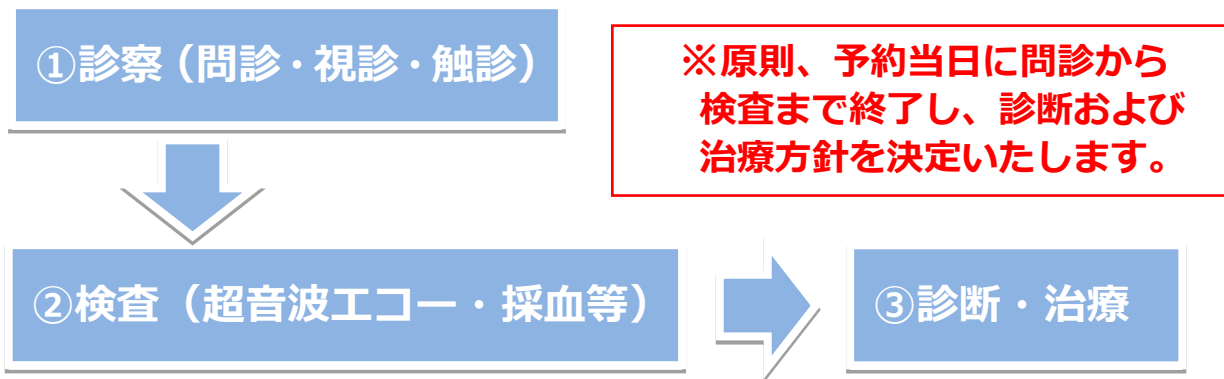 ①診察（問診・視診・触診）
※原則、予約当日に問診から
検査まで終了し、診断および
治療方針を決定いたします。
②検査（超音波エコー・採血等）
③診断・治療